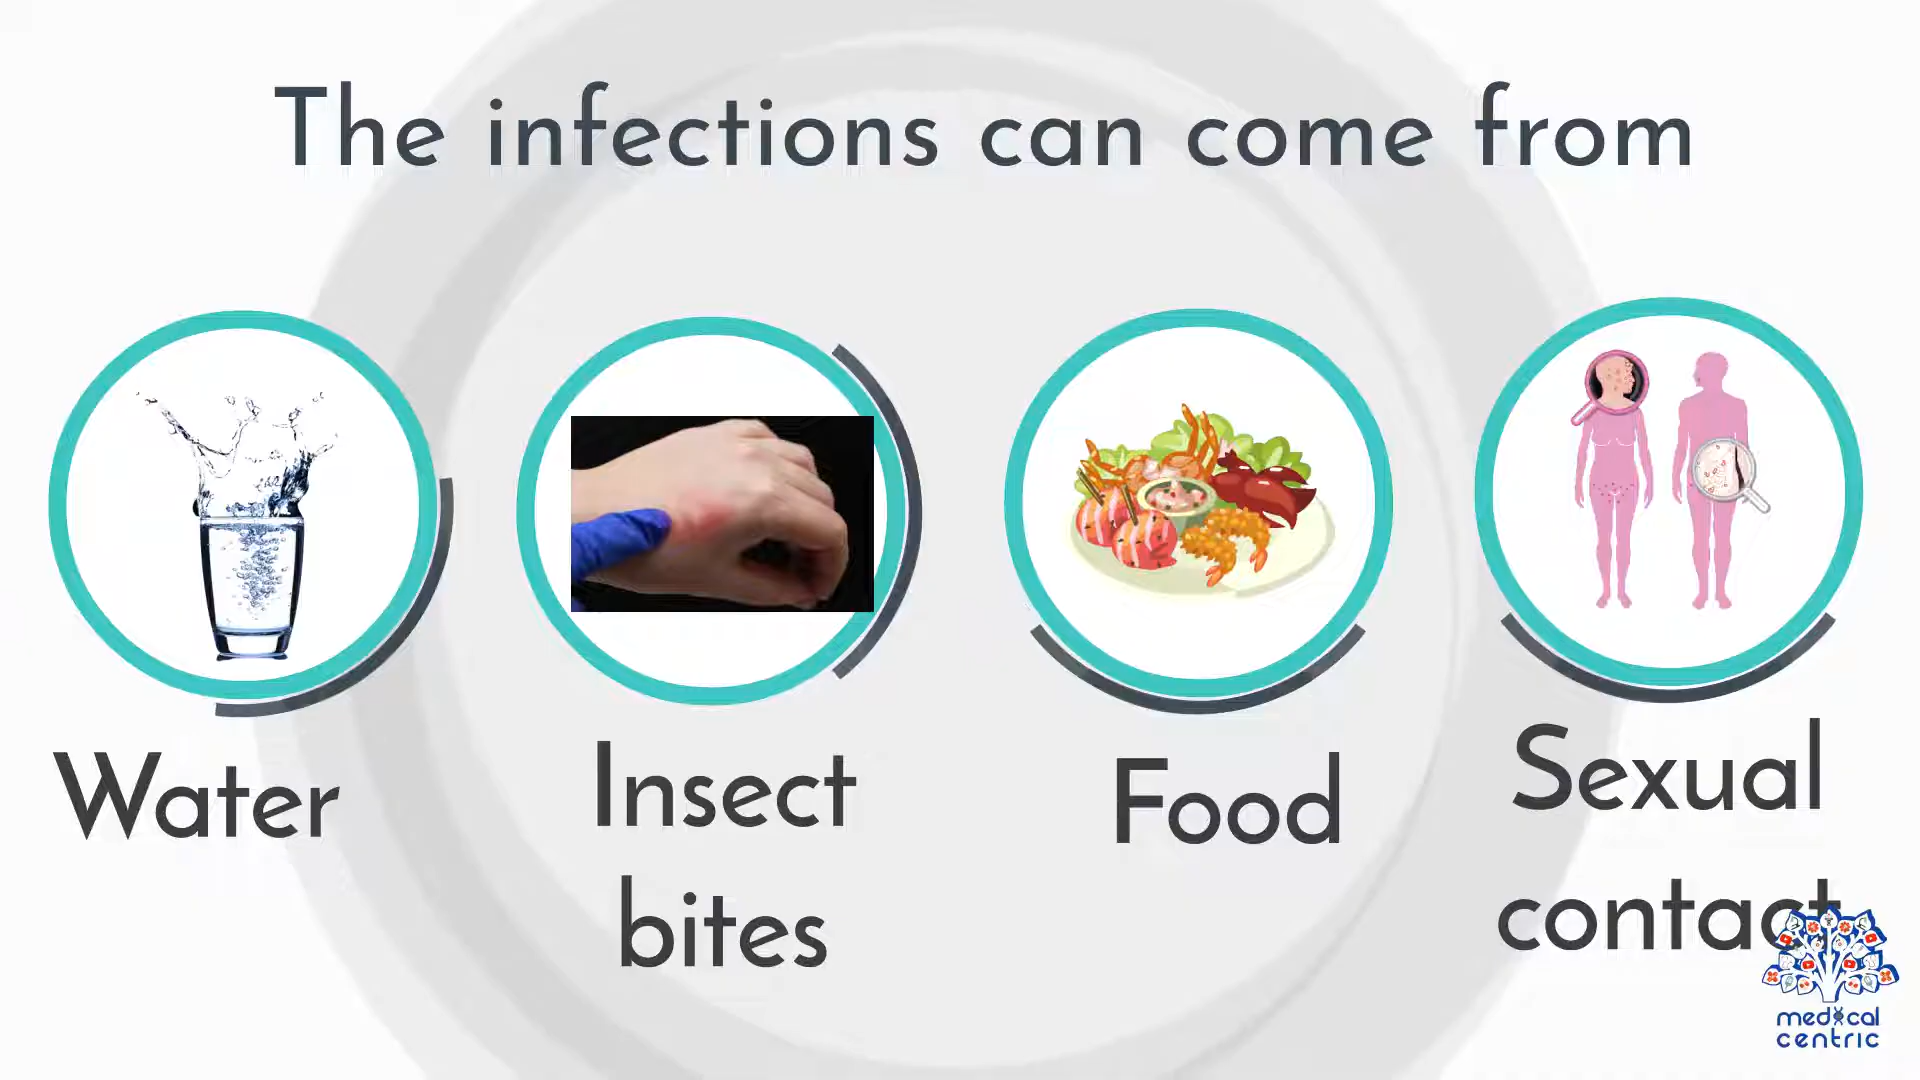 The infections can come from
Water
Insect
bites
Food
Sexual
contact
medical
centric